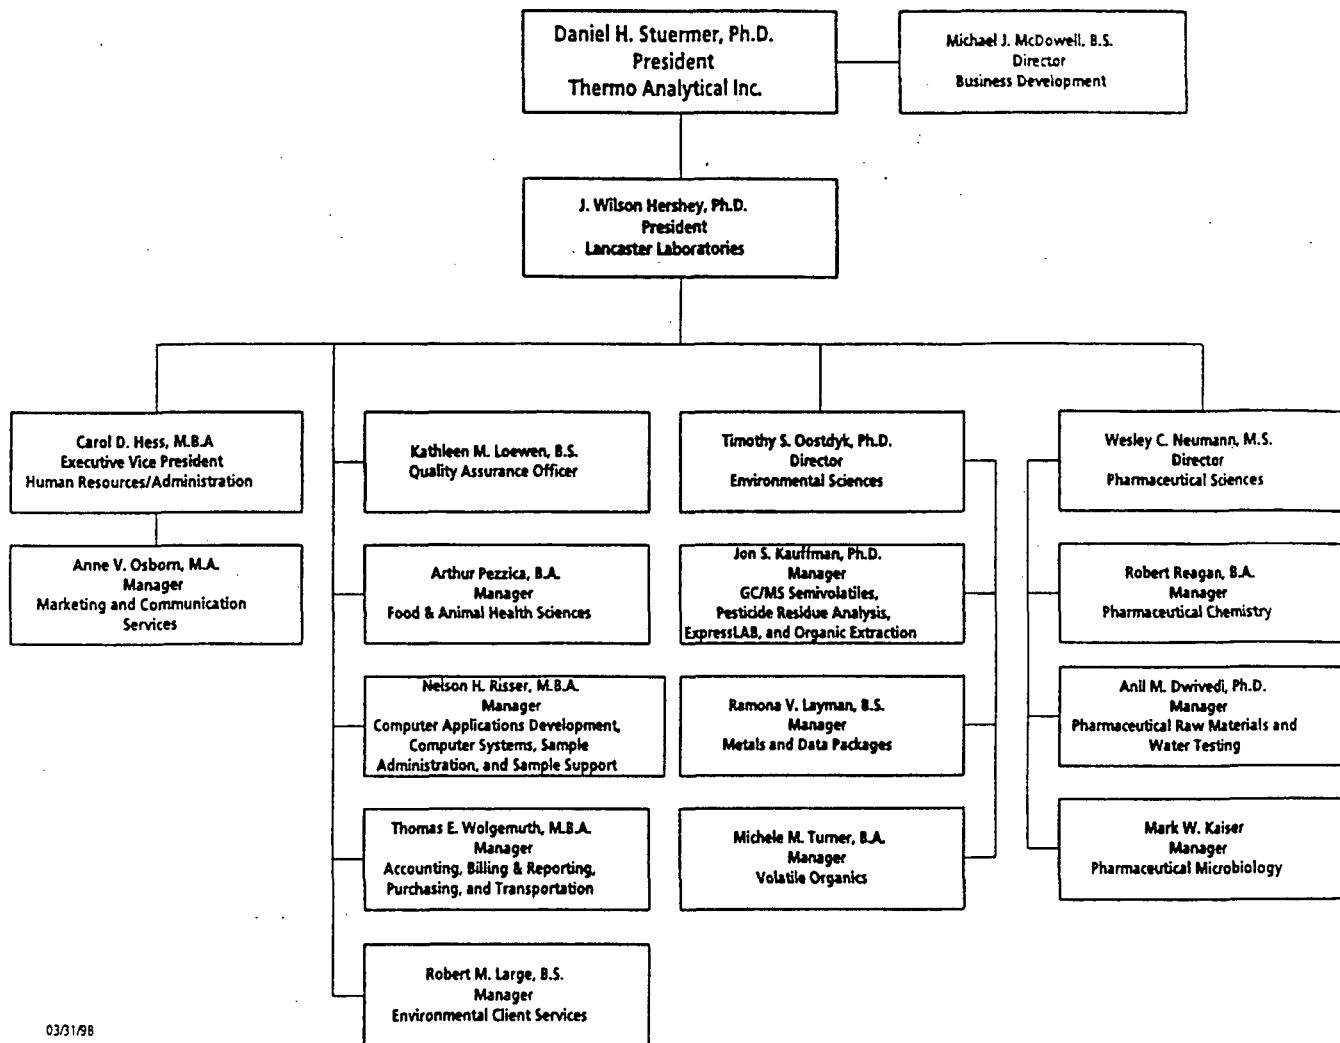 Daniel H. Stuermer, Ph.D.
President
Thermo Analytical Inc.
Michael J. McDowell, B.S.
Director
Business Development
J. Wilson Hershey, Ph.D.
President
Lancaster Laboratories
Carol D. Hess, M.B.A
Executive Vice President
Human Resources/Administration
Anne V. Osborn, M.A.
Manager
Marketing and Communication
Services
Kathleen M. Loewen, B.S.
Quality Assurance Officer
Arthur Pezzica, B.A.
Manager
Food & Animal Health Sciences
Nelson H. Risser, M.B.A.
Manager
Computer Applications Development,
Computer Systems, Sample
Administration, and Sample Support
Thomas E. Wolgemuth, M.B.A.
Manager
Accounting, Billing & Reporting,
Purchasing, and Transportation
Robert M. Large, B.S.
Manager
Environmental Client Services
Timothy S. Oostdyk, Ph.D.
Director
Environmental Sciences
Jon S. Kauffman, Ph.D.
Manager
GC/MS Semivolatiles,
Pesticide Residue Analysis,
ExpressLAB, and Organic Extraction
Ramona V. Layman, B.S.
Manager
Metals and Data Packages
Michele M. Turner, B.A.
Manager
Volatile Organics
Wesley C. Neumann, M.S.
Director
Pharmaceutical Sciences
Robert Reagan, B.A.
Manager
Pharmaceutical Chemistry
Anil M. Dwivedi, Ph.D.
Manager
Pharmaceutical Raw Materials and
Water Testing
Mark W. Kaiser
Manager
Pharmaceutical Microbiology
03/31/98